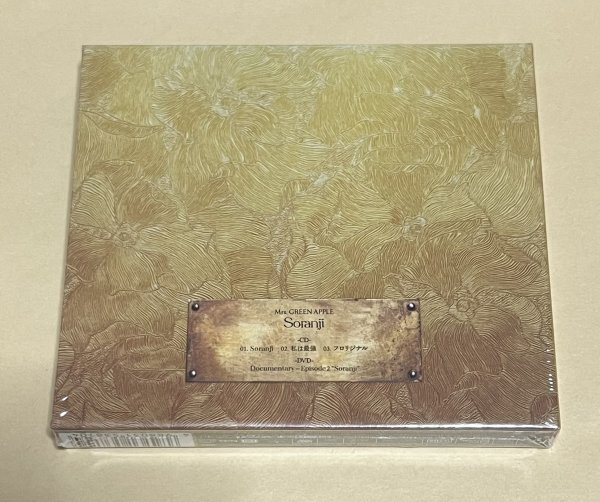 Mrs. GREEN APPLE
Soranji
-CD-
01. Soranji 02. 私は最強 03. フロリジナル
-DVD-
Documentary – Episode 2 "Soranji"